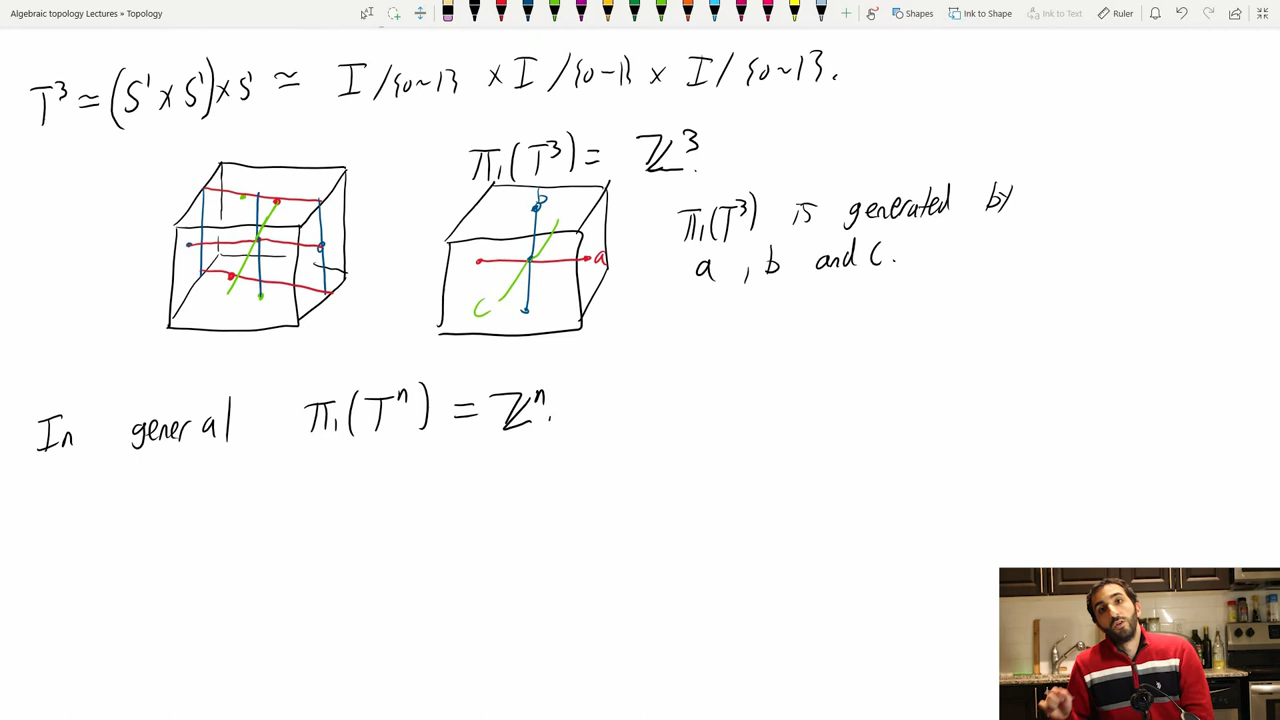 Algebraic topology Lectures » Topology
Shapes Ink to Shape Ink to Text Ruler
T³ ≃ (S¹ x S¹) x S¹ ≃ I / {0~1} x I / {0~1} x I / {0~1}.
π₁(T³) = ℤ³.
π₁(T³) is generated by
a, b and c.
b
a
c
In general π₁(Tⁿ) = ℤⁿ.